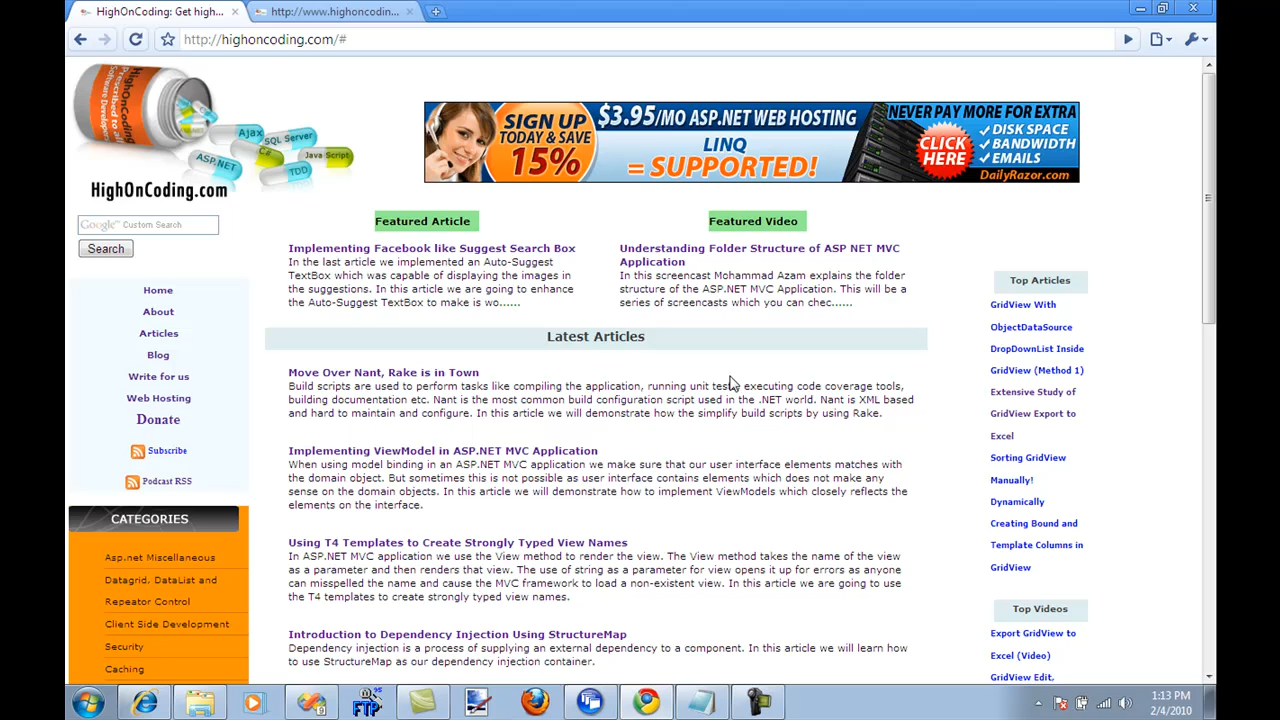 HighOnCoding: Get high...
http://www.highoncodin...
http://highoncoding.com/#
HighOnCoding
Prescribed to all
Software Developers
Ajax
SQL Server
C#
Java Script
ASP.NET
TDD
HighOnCoding.com
SIGN UP
TODAY & SAVE
15%
$3.95/MO ASP.NET WEB HOSTING
LINQ
= SUPPORTED!
NEVER PAY MORE FOR EXTRA
CLICK
HERE
✓ DISK SPACE
✓ BANDWIDTH
✓ EMAILS
DailyRazor.com
Google™ Custom Search
Search
Home
About
Articles
Blog
Write for us
Web Hosting
Donate
Subscribe
Podcast RSS
CATEGORIES
Asp.net Miscellaneous
Datagrid, DataList and
Repeator Control
Client Side Development
Security
Caching
Featured Article
Implementing Facebook like Suggest Search Box
In the last article we implemented an Auto-Suggest
TextBox which was capable of displaying the images in
the suggestions. In this article we are going to enhance
the Auto-Suggest TextBox to make is wo......
Featured Video
Understanding Folder Structure of ASP NET MVC
Application
In this screencast Mohammad Azam explains the folder
structure of the ASP.NET MVC Application. This will be a
series of screencasts which you can chec......
Latest Articles
Move Over Nant, Rake is in Town
Build scripts are used to perform tasks like compiling the application, running unit tests, executing code coverage tools,
building documentation etc. Nant is the most common build configuration script used in the .NET world. Nant is XML based
and hard to maintain and configure. In this article we will demonstrate how the simplify build scripts by using Rake.
Implementing ViewModel in ASP.NET MVC Application
When using model binding in an ASP.NET MVC application we make sure that our user interface elements matches with
the domain object. But sometimes this is not possible as user interface contains elements which does not make any
sense on the domain objects. In this article we will demonstrate how to implement ViewModels which closely reflects the
elements on the interface.
Using T4 Templates to Create Strongly Typed View Names
In ASP.NET MVC application we use the View method to render the view. The View method takes the name of the view
as a parameter and then renders that view. The use of string as a parameter for view opens it up for errors as anyone
can misspelled the name and cause the MVC framework to load a non-existent view. In this article we are going to use
the T4 templates to create strongly typed view names.
Introduction to Dependency Injection Using StructureMap
Dependency injection is a process of supplying an external dependency to a component. In this article we will learn how
to use StructureMap as our dependency injection container.
Top Articles
GridView With
ObjectDataSource
DropDownList Inside
GridView (Method 1)
Extensive Study of
GridView Export to
Excel
Sorting GridView
Manually!
Dynamically
Creating Bound and
Template Columns in
GridView
Top Videos
Export GridView to
Excel (Video)
GridView Edit,
FTP
1:13 PM
2/4/2010